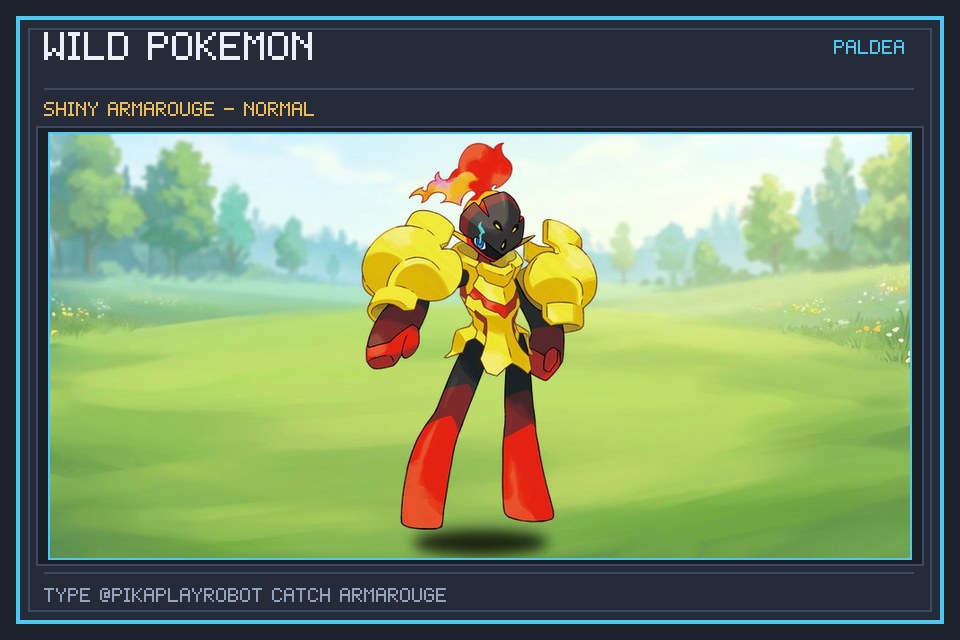 WILD POKEMON
PALDEA
SHINY ARMAROUGE - NORMAL
TYPE @PIKAPLAYROBOT CATCH ARMAROUGE